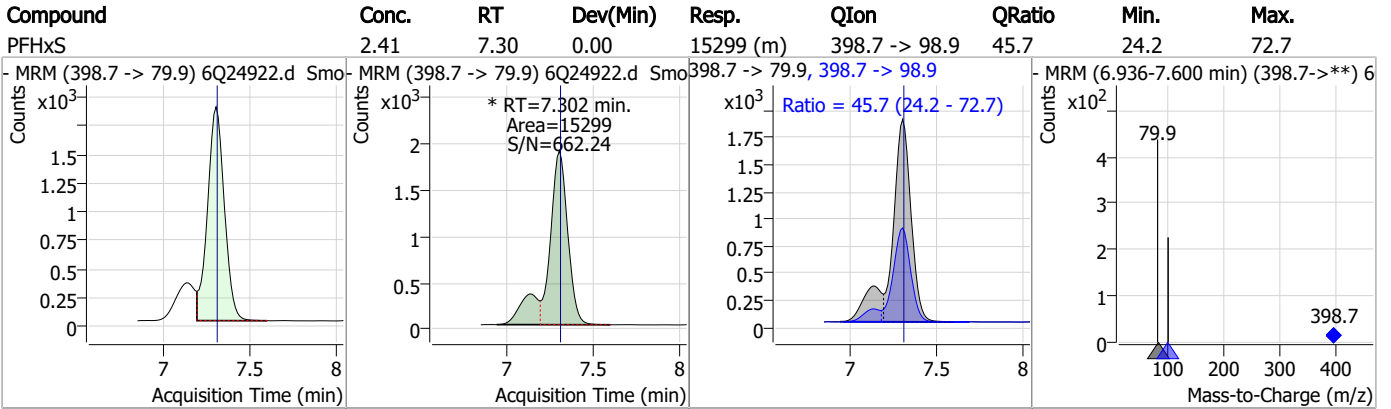 Compound Conc. RT Dev(Min) Resp. QIon QRatio Min. Max.
PFHxS 2.41 7.30 0.00 15299 (m) 398.7 -> 98.9 45.7 24.2 72.7
- MRM (398.7 -> 79.9) 6Q24922.d Smo
Counts
x10³
1.5
1.25
1
0.75
0.5
0.25
0
7 7.5 8
Acquisition Time (min)
- MRM (398.7 -> 79.9) 6Q24922.d Smo
Counts
x10³
* RT=7.302 min.
Area=15299
S/N=662.24
2
1.5
1
0.5
0
7 7.5 8
Acquisition Time (min)
398.7 -> 79.9, 398.7 -> 98.9
x10³
Ratio = 45.7 (24.2 - 72.7)
1.75
1.5
1.25
1
0.75
0.5
0.25
0
7 7.5 8
Acquisition Time (min)
- MRM (6.936-7.600 min) (398.7->**) 6
Counts
x10²
79.9
4
3
2
1
398.7
0
100 200 300 400
Mass-to-Charge (m/z)